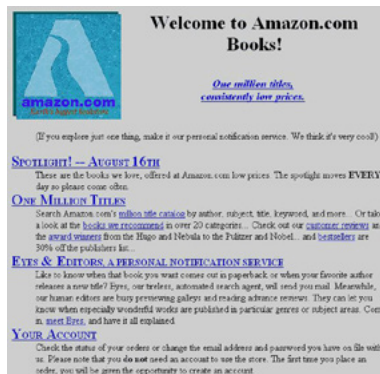 Welcome to Amazon.com
Books!
amazon.com
One million titles,
consistently low prices.
(If you explore just one thing, make it our personal notification service. We think it's very cool!)
SPOTLIGHT! -- AUGUST 16TH
These are the books we love, offered at Amazon.com low prices. The spotlight moves EVERY
day so please come often.
ONE MILLION TITLES
Search Amazon.com's million title catalog by author, subject, title, keyword, and more... Or take
a look at the books we recommend in over 20 categories... Check out our customer reviews and
the award winners from the Hugo and Nebula to the Pulitzer and Nobel... and bestsellers are
30% off the publishers list...
EYES & EDITORS, A PERSONAL NOTIFICATION SERVICE
Like to know when that book you want comes out in paperback or when your favorite author
releases a new title? Eyes, our tireless, automated search agent, will send you mail. Meanwhile,
our human editors are busy previewing galleys and reading advance reviews. They can let you
know when especially wonderful works are published in particular genres or subject areas. Come
in, meet Eyes, and have it all explained.
YOUR ACCOUNT
Check the status of your orders or change the email address and password you have on file with
us. Please note that you do not need an account to use the store. The first time you place an
order, you will be given the opportunity to create an account.